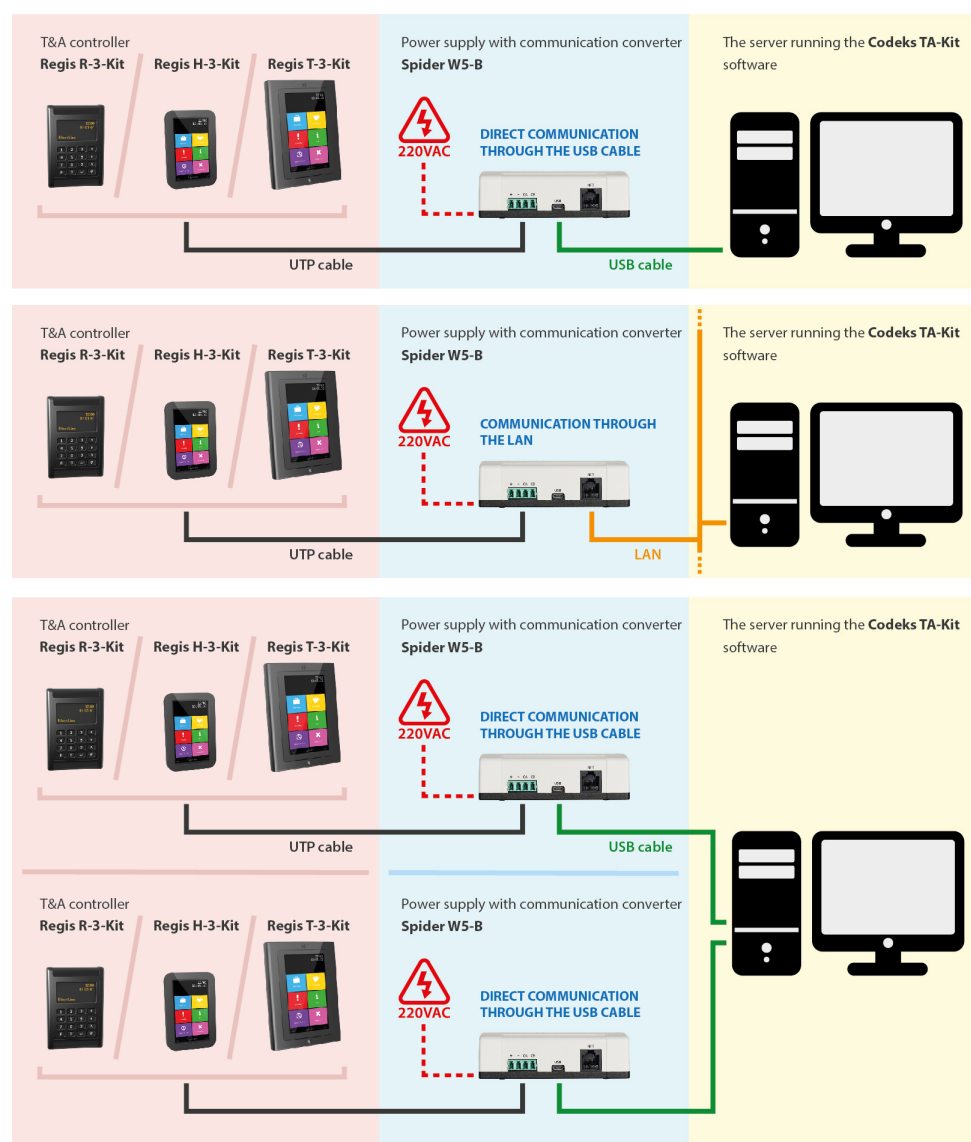 T&A controller
Regis R-3-Kit
Regis H-3-Kit
Regis T-3-Kit
Power supply with communication converter
Spider W5-B
The server running the Codeks TA-Kit
software
220VAC
DIRECT COMMUNICATION
THROUGH THE USB CABLE
USB
UTP cable
USB cable
T&A controller
Regis R-3-Kit
Regis H-3-Kit
Regis T-3-Kit
Power supply with communication converter
Spider W5-B
The server running the Codeks TA-Kit
software
220VAC
COMMUNICATION THROUGH
THE LAN
USB
UTP cable
LAN
T&A controller
Regis R-3-Kit
Regis H-3-Kit
Regis T-3-Kit
Power supply with communication converter
Spider W5-B
The server running the Codeks TA-Kit
software
220VAC
DIRECT COMMUNICATION
THROUGH THE USB CABLE
USB
UTP cable
USB cable
T&A controller
Regis R-3-Kit
Regis H-3-Kit
Regis T-3-Kit
Power supply with communication converter
Spider W5-B
220VAC
DIRECT COMMUNICATION
THROUGH THE USB CABLE
USB